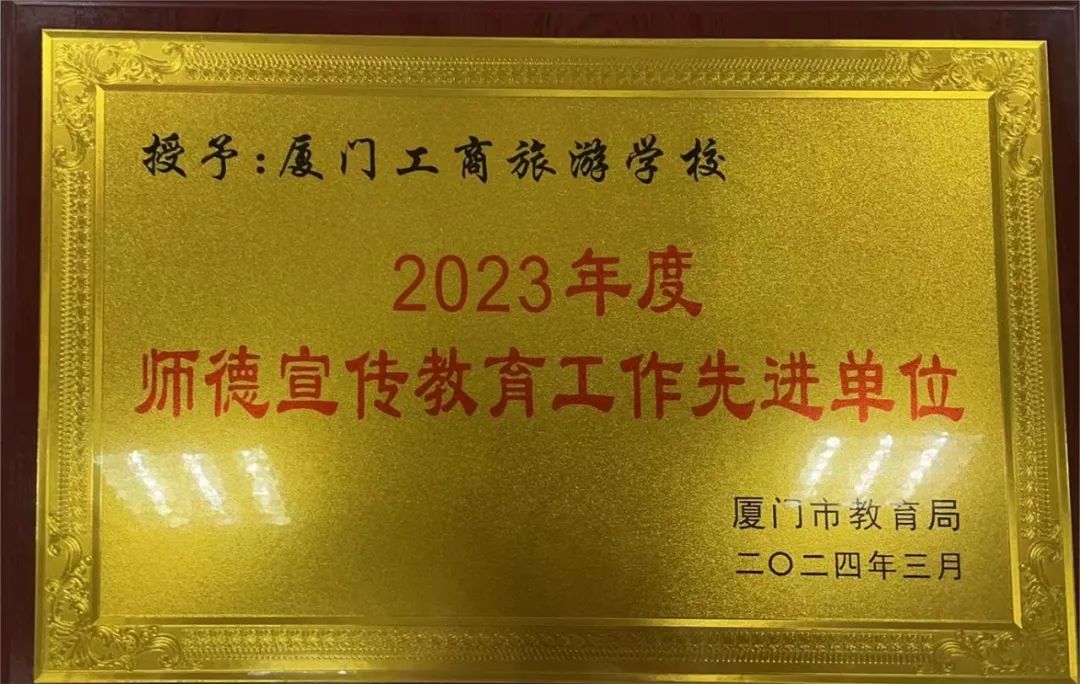 授予:厦门工商旅游学校
2023年度
师德宣传教育工作先进单位
厦门市教育局
二〇二四年三月